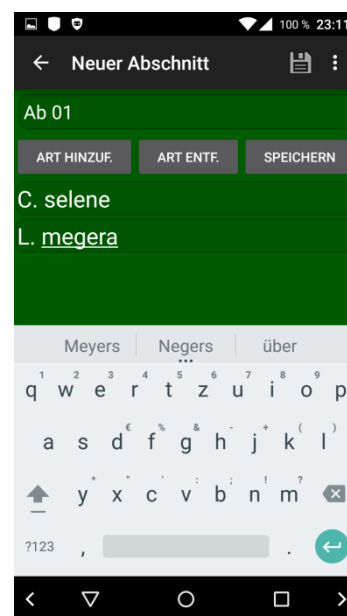 100 % 23:11
Neuer Abschnitt
Ab 01
ART HINZUF. ART ENTF. SPEICHERN
C. selene
L. megera
Meyers Negers über
1 2 3 4 5 6 7 8 9
q w e r t z u i o p
€ % & - + ( )
a s d f g h j k l
* " ' : ; ! ?
y x c v b n m
?123 , .